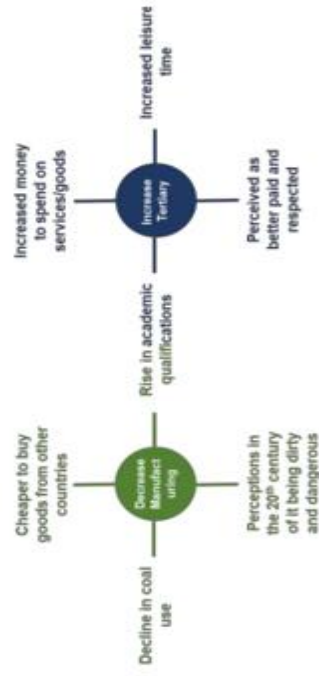 Cheaper to buy
goods from other
countries
Decline in coal
use
Decrease
Manufact
uring
Rise in academic
qualifications
Perceptions in
the 20th century
of it being dirty
and dangerous
Increased money
to spend on
services/goods
Increase
Tertiary
Increased leisure
time
Perceived as
better paid and
respected